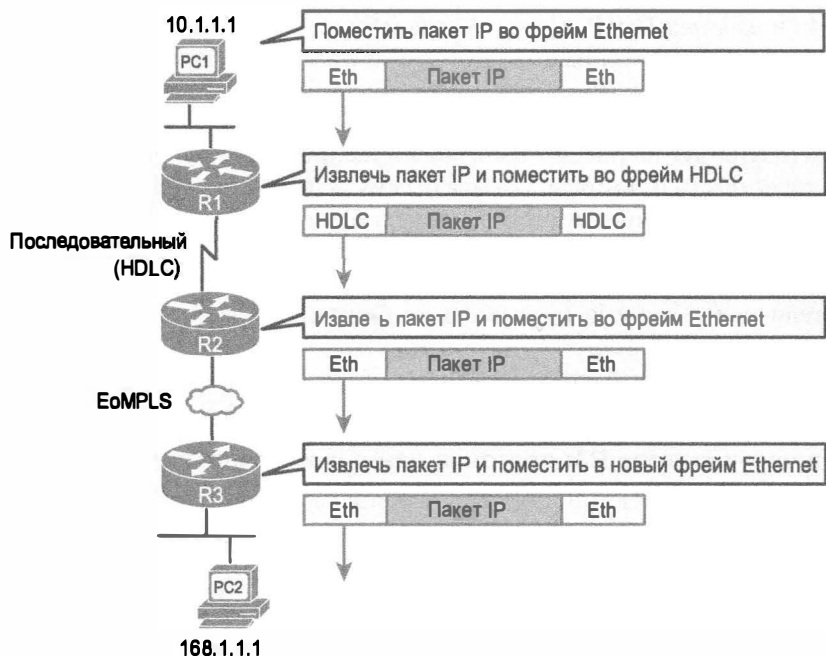 10.1.1.1
Поместить пакет IP во фрейм Ethernet
PC1
Eth Пакет IP Eth
Извлечь пакет IP и поместить во фрейм HDLC
R1
HDLC Пакет IP HDLC
Последовательный
(HDLC)
Извле ь пакет IP и поместить во фрейм Ethernet
R2
Eth Пакет IP Eth
EoMPLS
Извлечь пакет IP и поместить в новый фрейм Ethernet
R3
Eth Пакет IP Eth
PC2
168.1.1.1